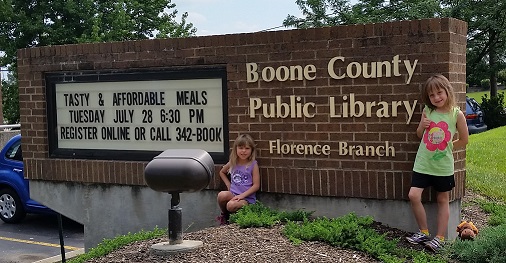 TASTY & AFFORDABLE MEALS
TUESDAY JULY 28 6:30 PM
REGISTER ONLINE OR CALL 342-BOOK
Boone County
Public Library
Florence Branch